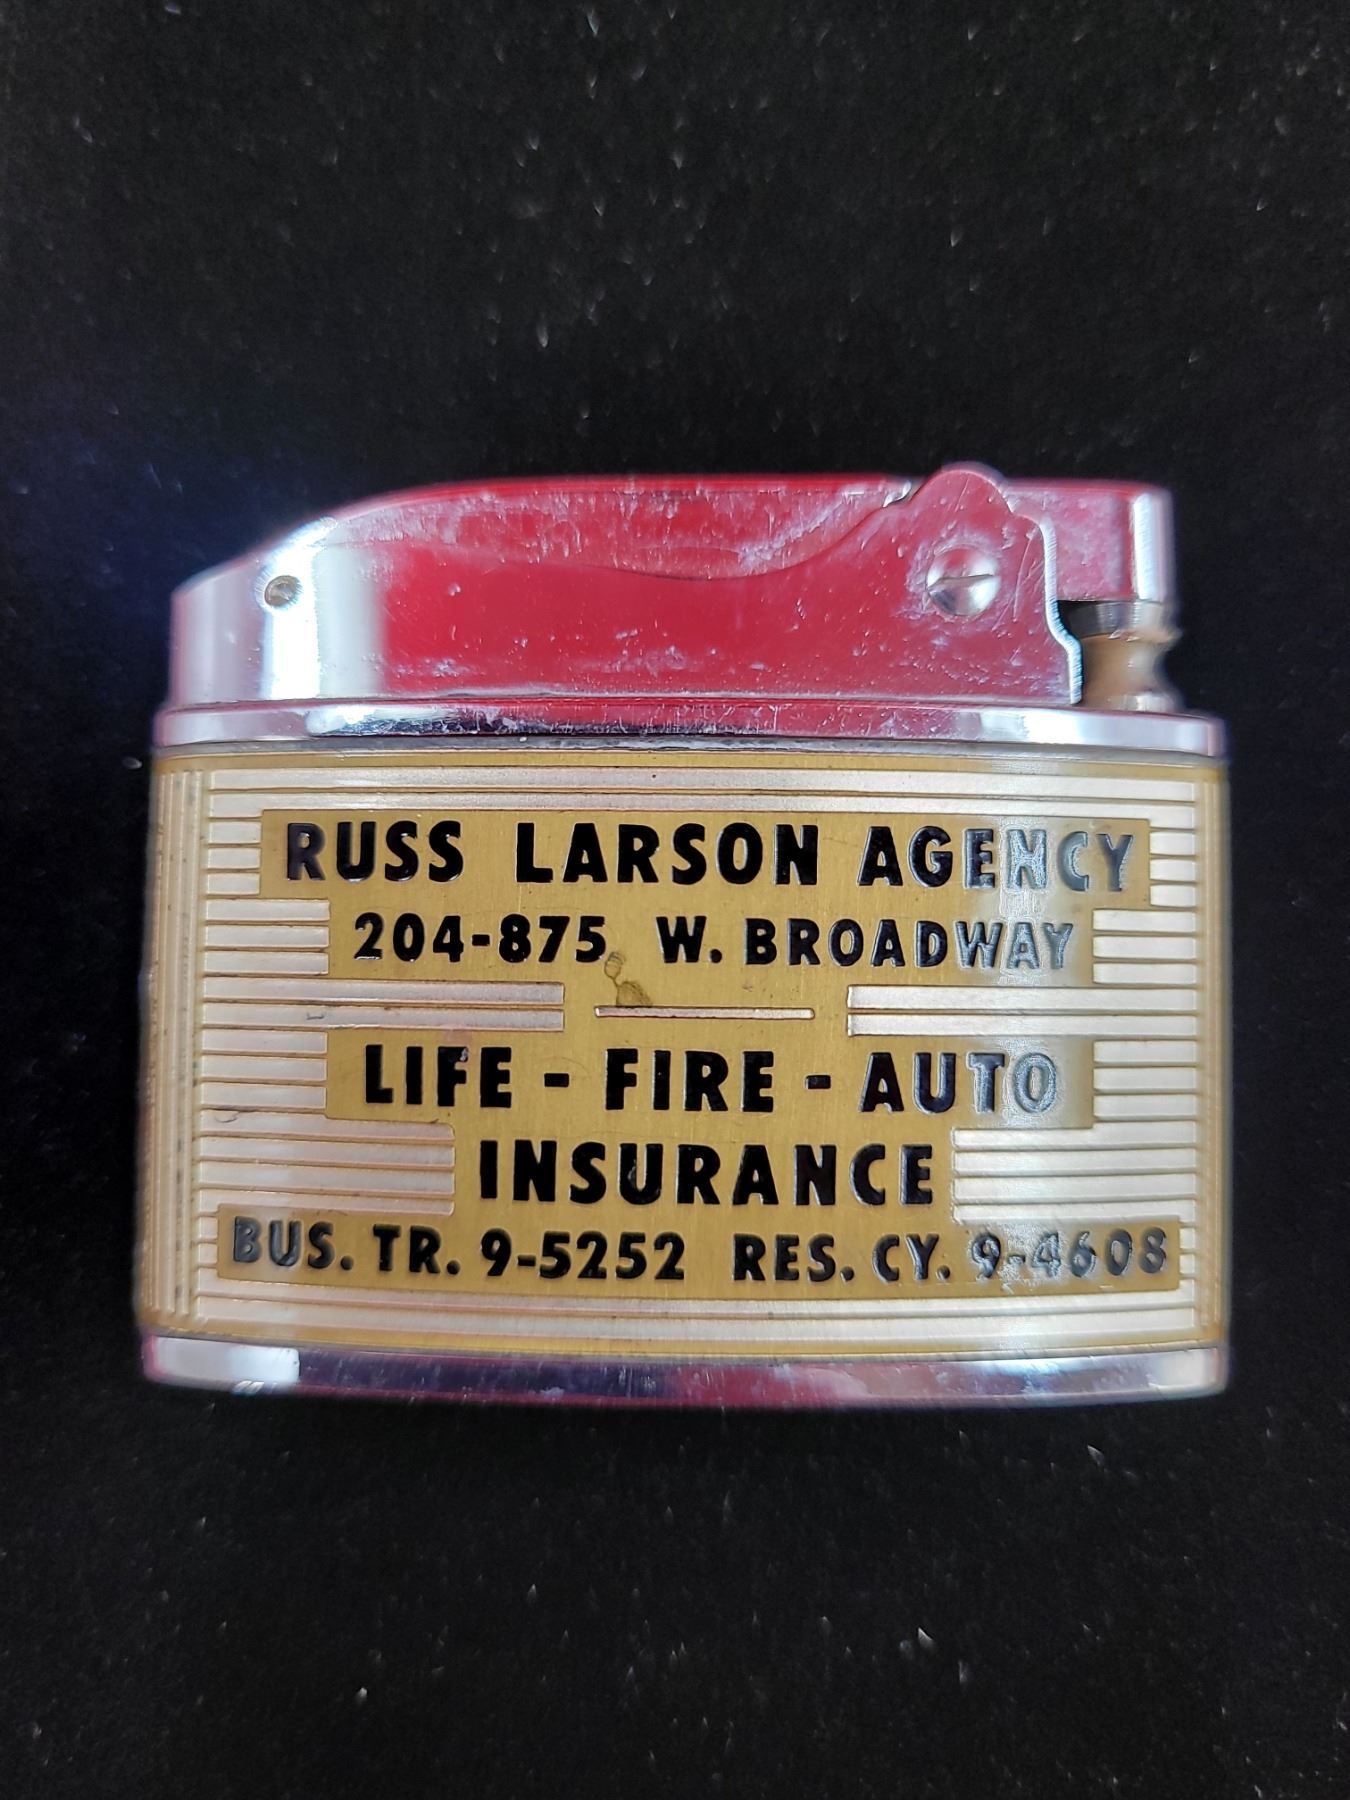 RUSS LARSON AGENCY
204-875 W. BROADWAY
LIFE - FIRE - AUTO
INSURANCE
BUS. TR. 9-5252 RES. CY. 9-4608